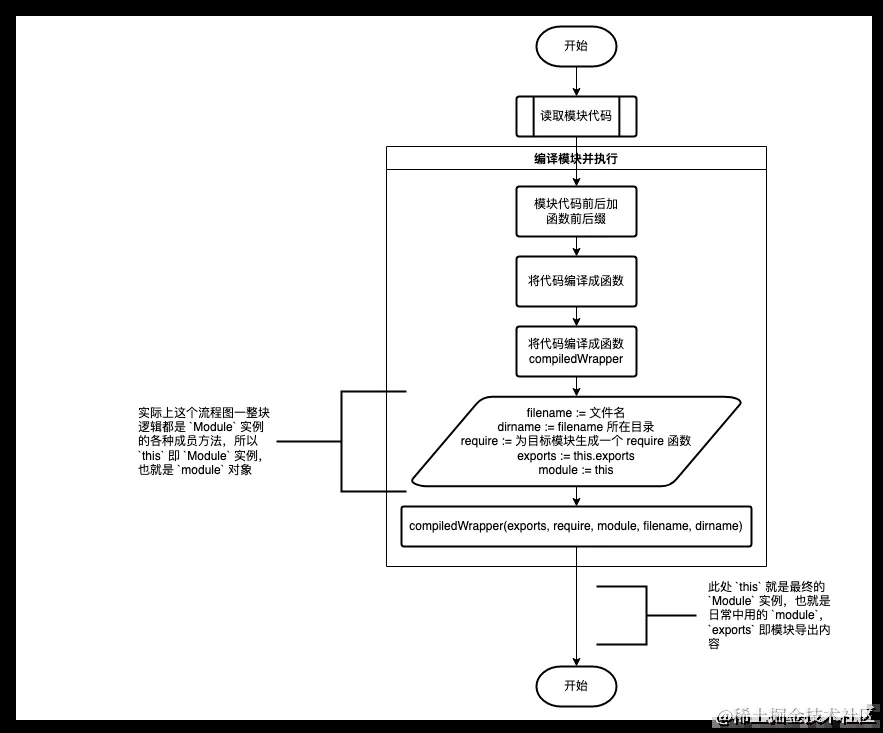 开始
读取模块代码
编译模块并执行
模块代码前后加
函数前后缀
将代码编译成函数
将代码编译成函数
compiledWrapper
filename := 文件名
dirname := filename 所在目录
require := 为目标模块生成一个 require 函数
exports := this.exports
module := this
实际上这个流程图一整块
逻辑都是 `Module` 实例
的各种成员方法，所以
`this` 即 `Module` 实例，
也就是 `module` 对象
compiledWrapper(exports, require, module, filename, dirname)
此处 `this` 就是最终的
`Module` 实例，也就是
日常中用的 `module`，
`exports` 即模块导出内
容
开始
@稀土掘金技术社区